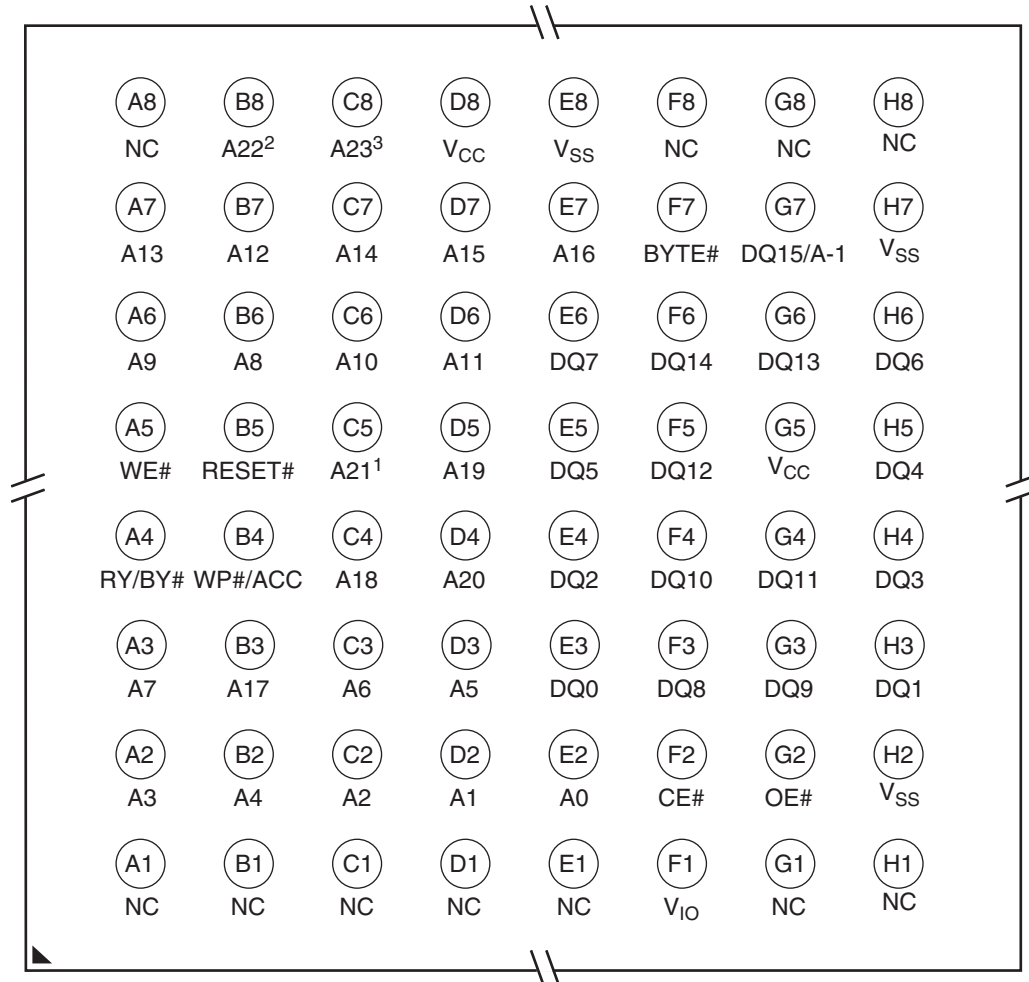 A8 B8 C8 D8 E8 F8 G8 H8
NC A22² A23³ VCC VSS NC NC NC
A7 B7 C7 D7 E7 F7 G7 H7
A13 A12 A14 A15 A16 BYTE# DQ15/A-1 VSS
A6 B6 C6 D6 E6 F6 G6 H6
A9 A8 A10 A11 DQ7 DQ14 DQ13 DQ6
A5 B5 C5 D5 E5 F5 G5 H5
WE# RESET# A21¹ A19 DQ5 DQ12 VCC DQ4
A4 B4 C4 D4 E4 F4 G4 H4
RY/BY# WP#/ACC A18 A20 DQ2 DQ10 DQ11 DQ3
A3 B3 C3 D3 E3 F3 G3 H3
A7 A17 A6 A5 DQ0 DQ8 DQ9 DQ1
A2 B2 C2 D2 E2 F2 G2 H2
A3 A4 A2 A1 A0 CE# OE# VSS
A1 B1 C1 D1 E1 F1 G1 H1
NC NC NC NC NC VIO NC NC